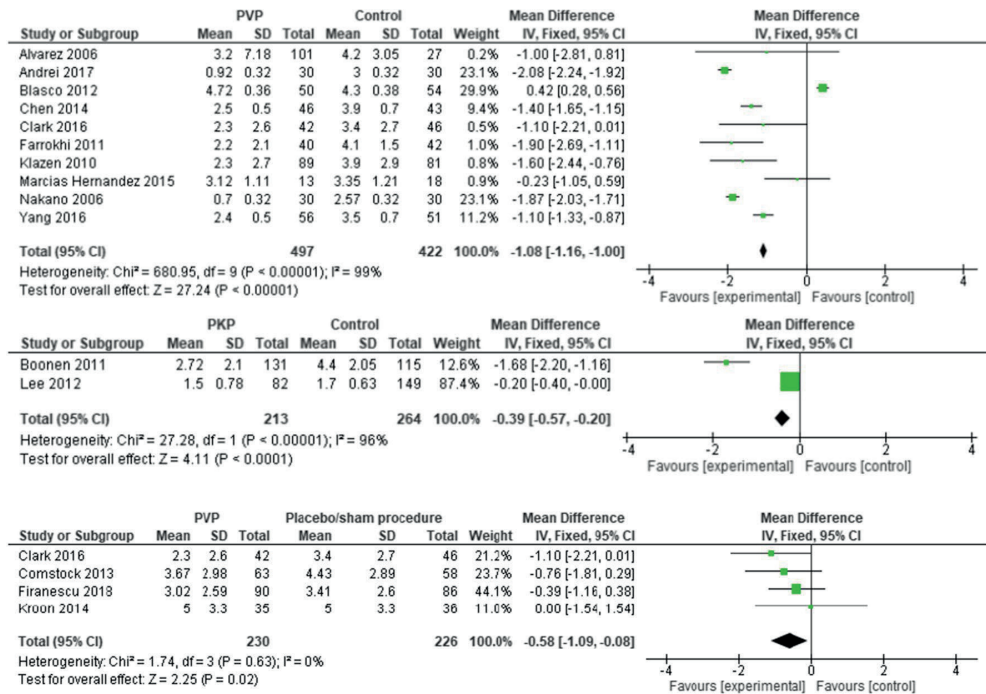 PVP Control Mean Difference Mean Difference
Study or Subgroup Mean SD Total Mean SD Total Weight IV, Fixed, 95% CI IV, Fixed, 95% CI
Alvarez 2006 3.2 7.18 101 4.2 3.05 27 0.2% -1.00 [-2.81, 0.81]
Andrei 2017 0.92 0.32 30 3 0.32 30 23.1% -2.08 [-2.24, -1.92]
Blasco 2012 4.72 0.36 50 4.3 0.38 54 29.9% 0.42 [0.28, 0.56]
Chen 2014 2.5 0.5 46 3.9 0.7 43 9.4% -1.40 [-1.65, -1.15]
Clark 2016 2.3 2.6 42 3.4 2.7 46 0.5% -1.10 [-2.21, 0.01]
Farrokhi 2011 2.2 2.1 40 4.1 1.5 42 1.0% -1.90 [-2.69, -1.11]
Klazen 2010 2.3 2.7 89 3.9 2.9 81 0.8% -1.60 [-2.44, -0.76]
Marcias Hernandez 2015 3.12 1.11 13 3.35 1.21 18 0.9% -0.23 [-1.05, 0.59]
Nakano 2006 0.7 0.32 30 2.57 0.32 30 23.1% -1.87 [-2.03, -1.71]
Yang 2016 2.4 0.5 56 3.5 0.7 51 11.2% -1.10 [-1.33, -0.87]
Total (95% CI) 497 422 100.0% -1.08 [-1.16, -1.00]
Heterogeneity: Chi² = 680.95, df = 9 (P < 0.00001); I² = 99%
Test for overall effect: Z = 27.24 (P < 0.00001)
-4 -2 0 2 4
Favours [experimental] Favours [control]
PKP Control Mean Difference Mean Difference
Study or Subgroup Mean SD Total Mean SD Total Weight IV, Fixed, 95% CI IV, Fixed, 95% CI
Boonen 2011 2.72 2.1 131 4.4 2.05 115 12.6% -1.68 [-2.20, -1.16]
Lee 2012 1.5 0.78 82 1.7 0.63 149 87.4% -0.20 [-0.40, -0.00]
Total (95% CI) 213 264 100.0% -0.39 [-0.57, -0.20]
Heterogeneity: Chi² = 27.28, df = 1 (P < 0.00001); I² = 96%
Test for overall effect: Z = 4.11 (P < 0.0001)
-4 -2 0 2 4
Favours [experimental] Favours [control]
PVP Placebo/sham procedure Mean Difference Mean Difference
Study or Subgroup Mean SD Total Mean SD Total Weight IV, Fixed, 95% CI IV, Fixed, 95% CI
Clark 2016 2.3 2.6 42 3.4 2.7 46 21.2% -1.10 [-2.21, 0.01]
Comstock 2013 3.67 2.98 63 4.43 2.89 58 23.7% -0.76 [-1.81, 0.29]
Firanescu 2018 3.02 2.59 90 3.41 2.6 86 44.1% -0.39 [-1.16, 0.38]
Kroon 2014 5 3.3 35 5 3.3 36 11.0% 0.00 [-1.54, 1.54]
Total (95% CI) 230 226 100.0% -0.58 [-1.09, -0.08]
Heterogeneity: Chi² = 1.74, df = 3 (P = 0.63); I² = 0%
Test for overall effect: Z = 2.25 (P = 0.02)
-4 -2 0 2 4
Favours [experimental] Favours [control]